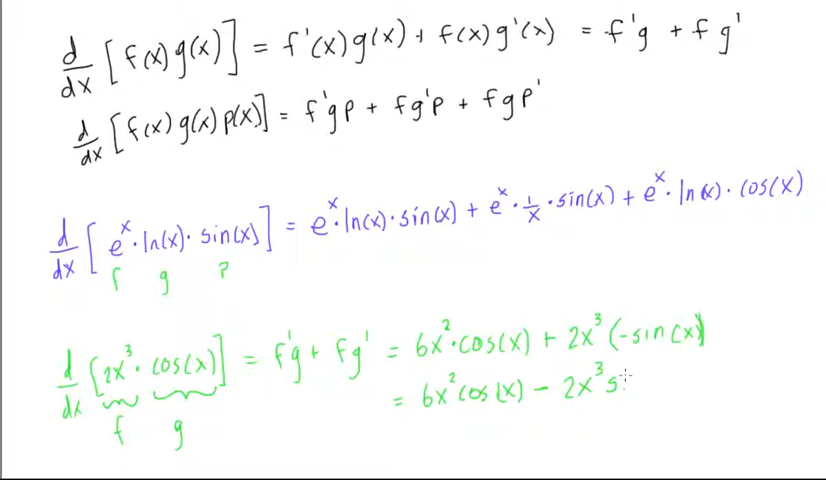 d/dx [f(x)g(x)] = f'(x)g(x) + f(x)g'(x) = f'g + fg'
d/dx [f(x)g(x)p(x)] = f'gp + fg'p + fgp'
d/dx [e^x · ln(x) · sin(x)] = e^x · ln(x) · sin(x) + e^x · 1/x · sin(x) + e^x · ln(x) · cos(x)
f g p
d/dx [2x^3 · cos(x)] = f'g + fg' = 6x^2 · cos(x) + 2x^3 (-sin(x)
= 6x^2 cos(x) - 2x^3 s
f g